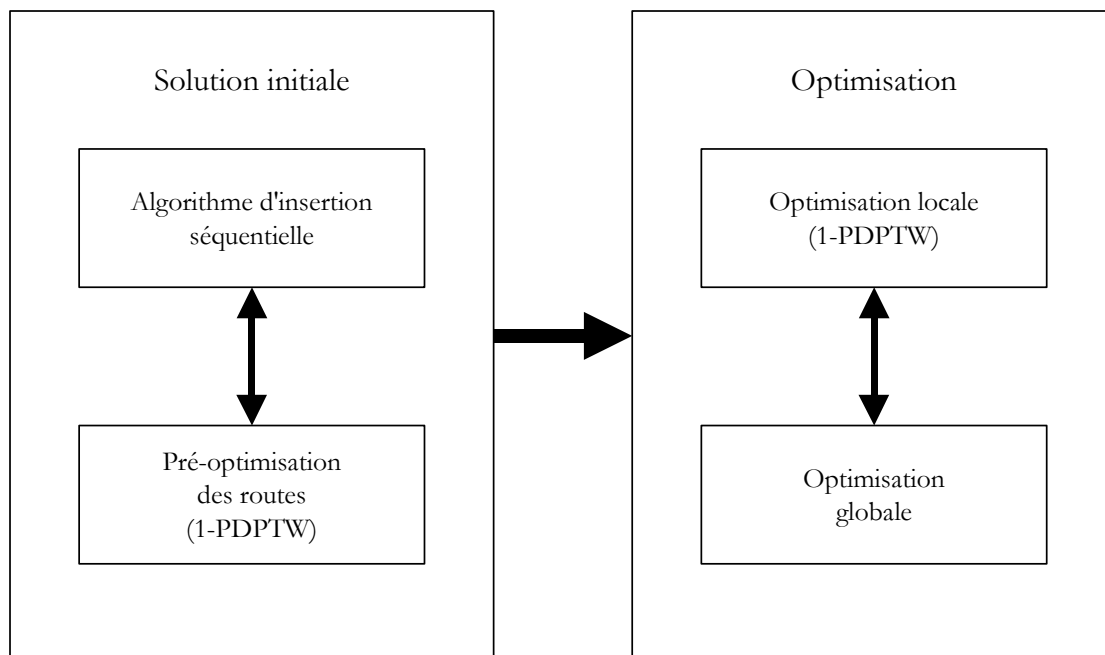 Solution initiale
Algorithme d'insertion
séquentielle
Pré-optimisation
des routes
(1-PDPTW)
Optimisation
Optimisation locale
(1-PDPTW)
Optimisation
globale